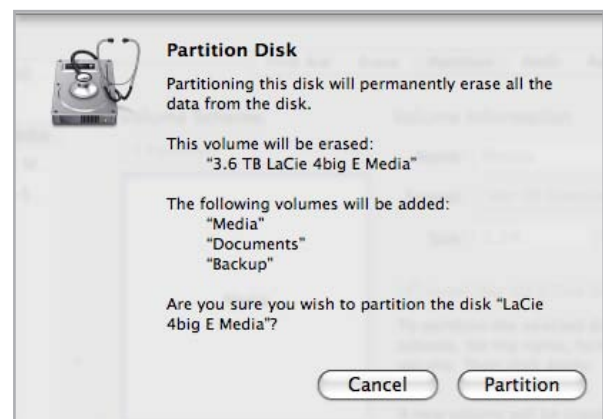 Partition Disk
Partitioning this disk will permanently erase all the
data from the disk.
This volume will be erased:
“3.6 TB LaCie 4big E Media”
The following volumes will be added:
“Media”
“Documents”
“Backup”
Are you sure you wish to partition the disk “LaCie
4big E Media”?
Cancel
Partition